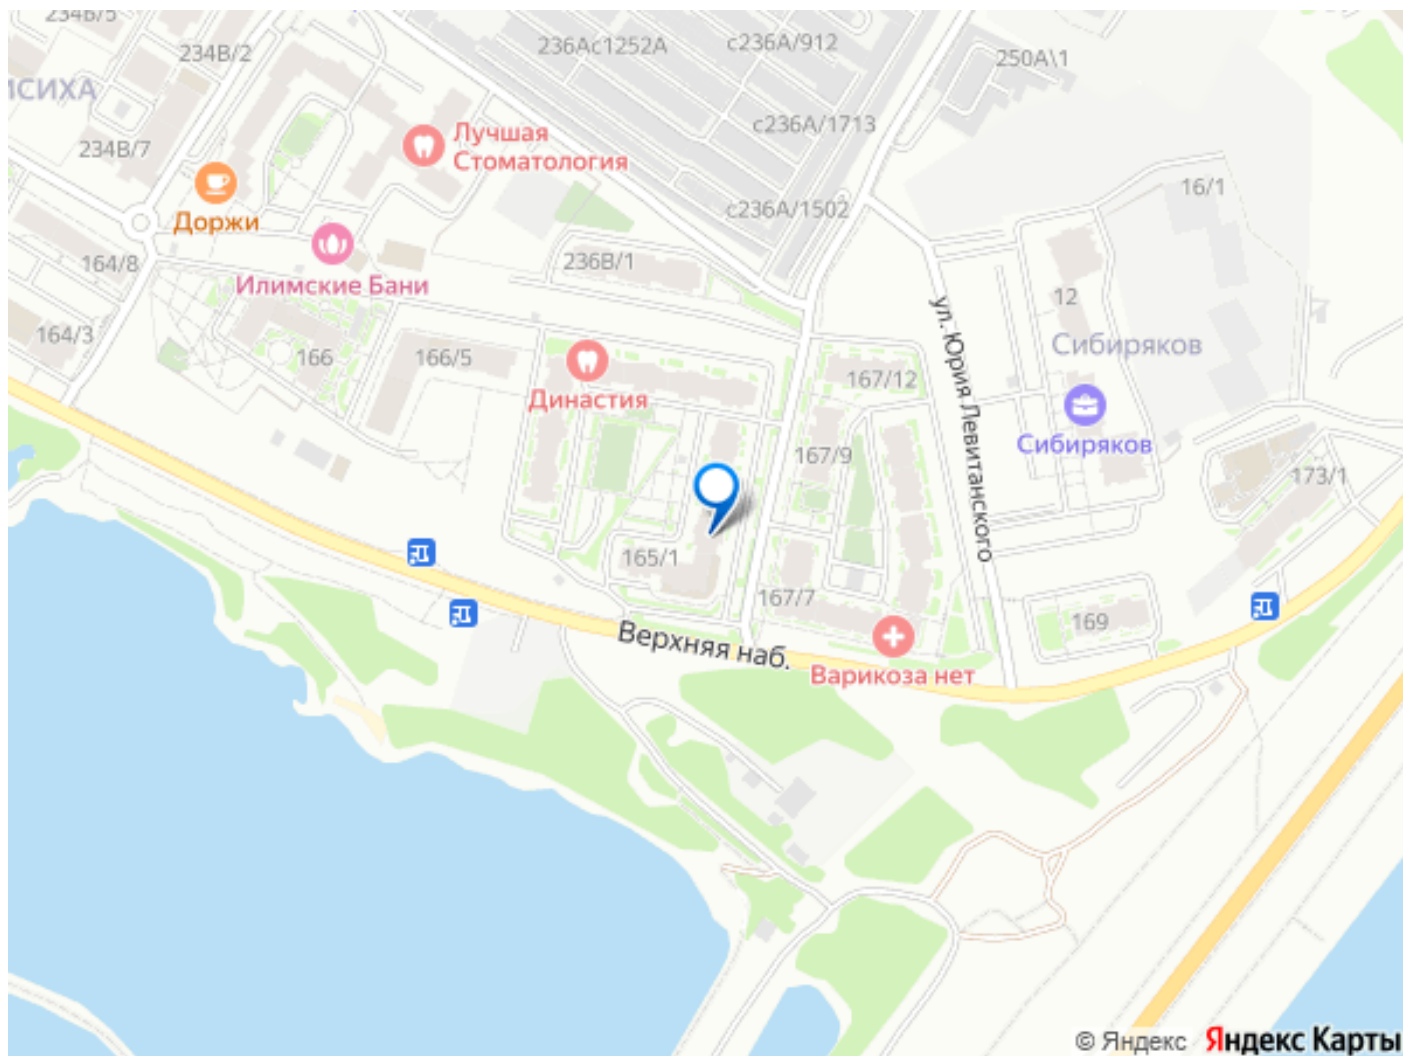 234В/5
234В/2
236Ас1252А
с236А/912
250А\1
ИСИХА
234В/7
Лучшая
Стоматология
с236А/1713
Доржи
с236А/1502
16/1
164/8
Илимские Бани
236В/1
12
164/3
166
166/5
Династия
167/12
ул. Юрия Левитанского
Сибиряков
Сибиряков
167/9
173/1
165/1
167/7
169
Верхняя наб.
Варикоза нет
© Яндекс Яндекс Карты